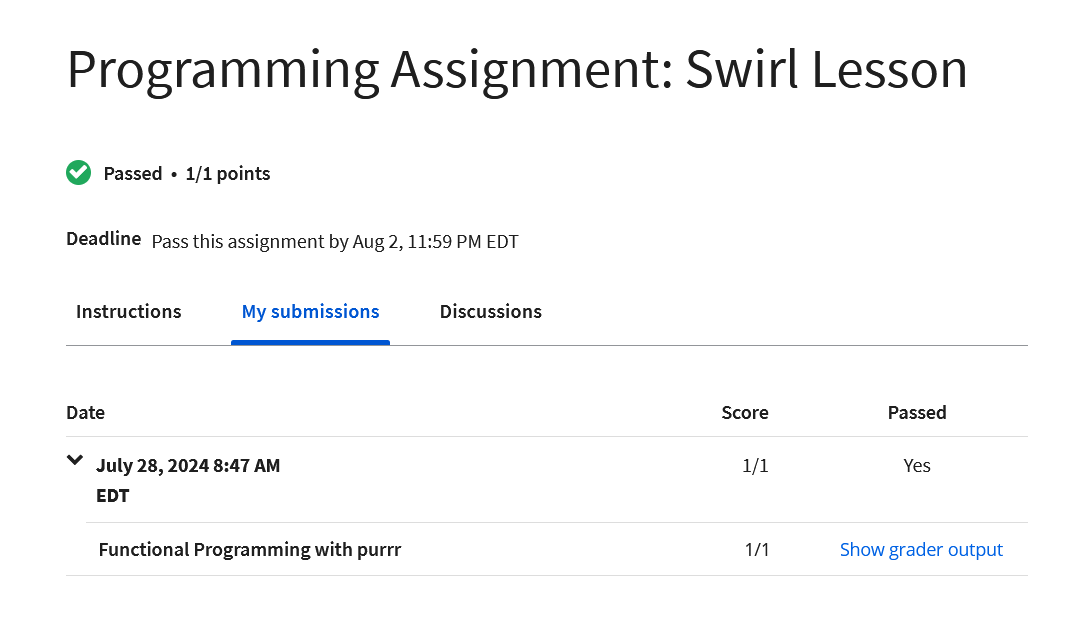 Programming Assignment: Swirl Lesson
Passed • 1/1 points
Deadline Pass this assignment by Aug 2, 11:59 PM EDT
Instructions My submissions Discussions
Date Score Passed
July 28, 2024 8:47 AM 1/1 Yes
EDT
Functional Programming with purrr 1/1 Show grader output